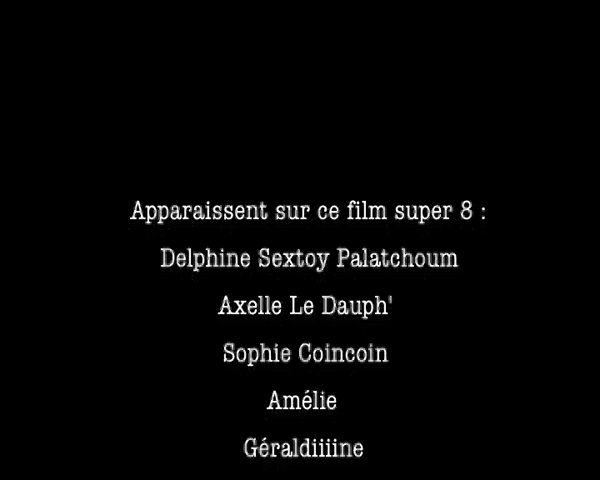 Apparaissent sur ce film super 8 :
Delphine Sextoy Palatchoum
Axelle Le Dauph'
Sophie Coincoin
Amélie
Géraldiiiine